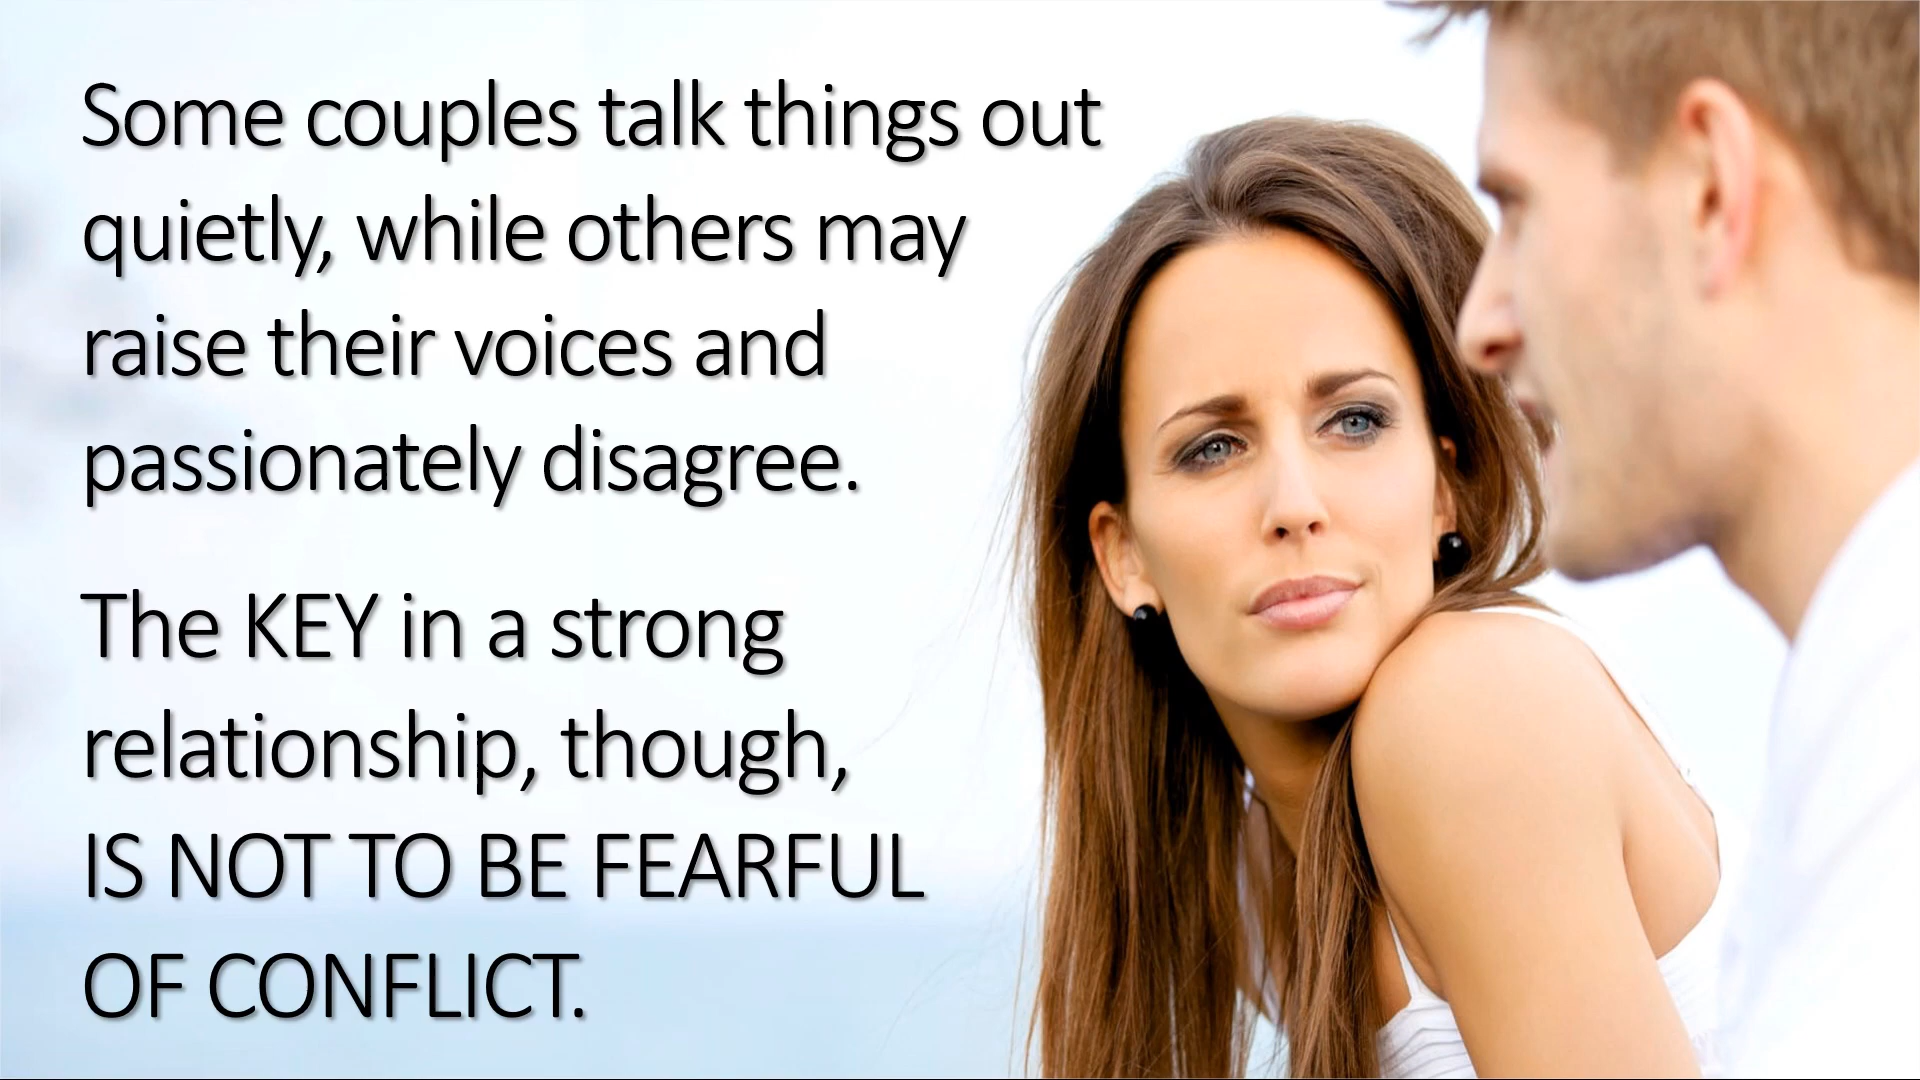 Some couples talk things out
quietly, while others may
raise their voices and
passionately disagree.
The KEY in a strong
relationship, though,
IS NOT TO BE FEARFUL
OF CONFLICT.